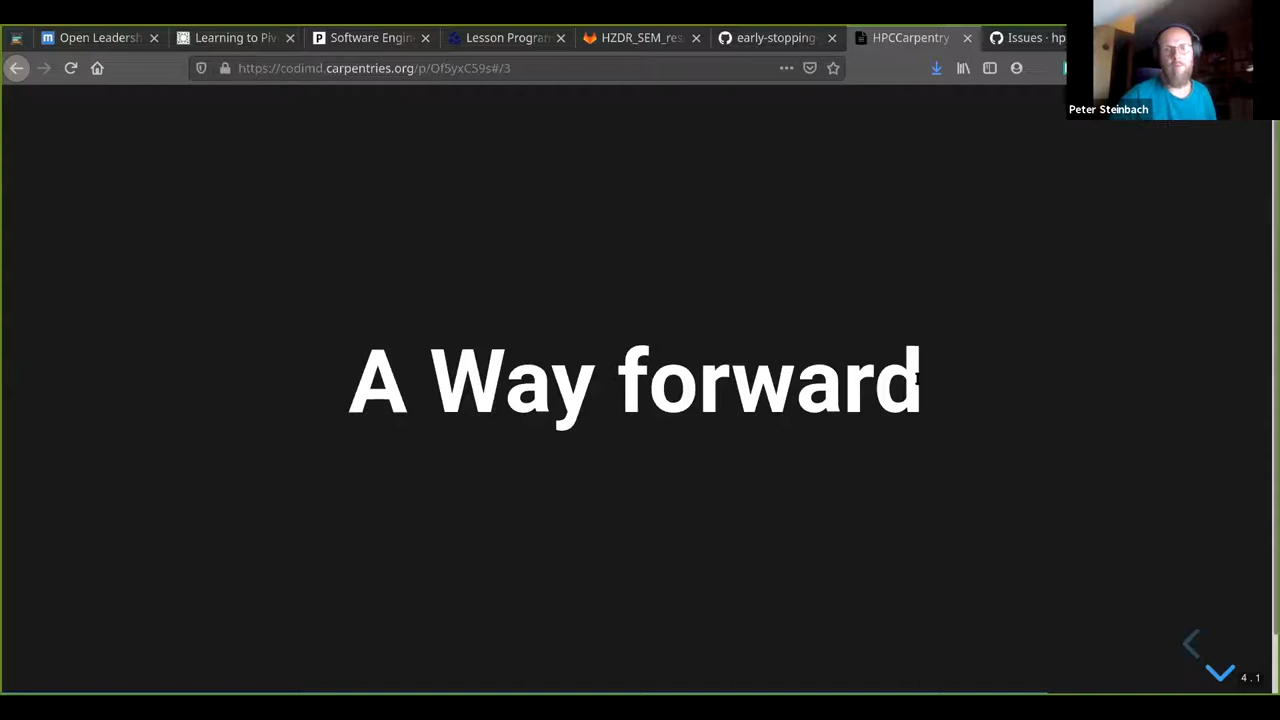 Open Leadersh
Learning to Piv
Software Engin
Lesson Program
HZDR_SEM_res
early-stopping
HPCCarpentry
Issues · hp
https://codimd.carpentries.org/p/Of5yxCS9s#/3
Peter Steinbach
A Way forward
4.1